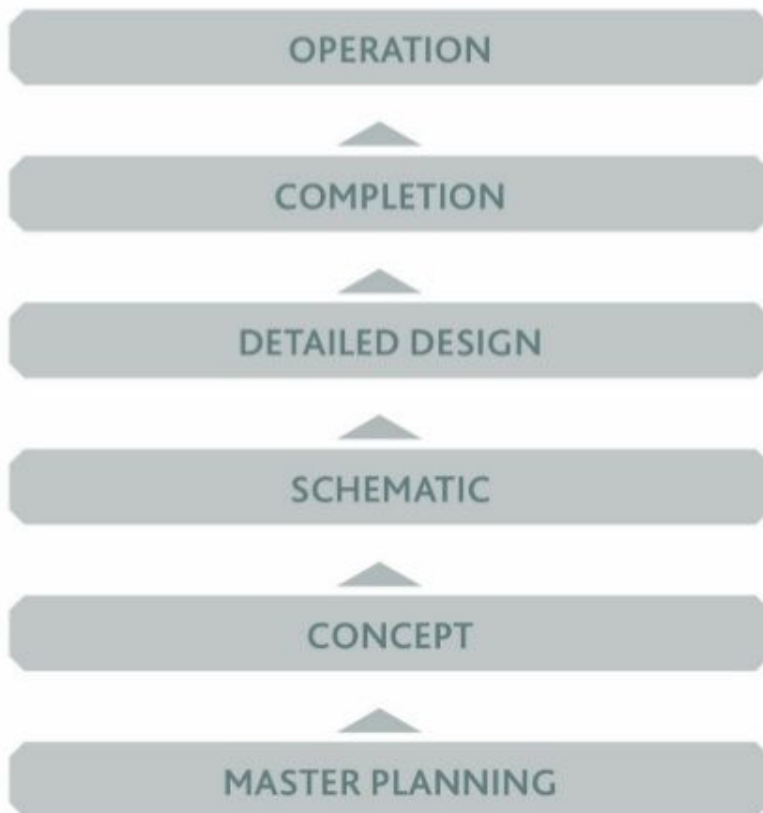 OPERATION
COMPLETION
DETAILED DESIGN
SCHEMATIC
CONCEPT
MASTER PLANNING